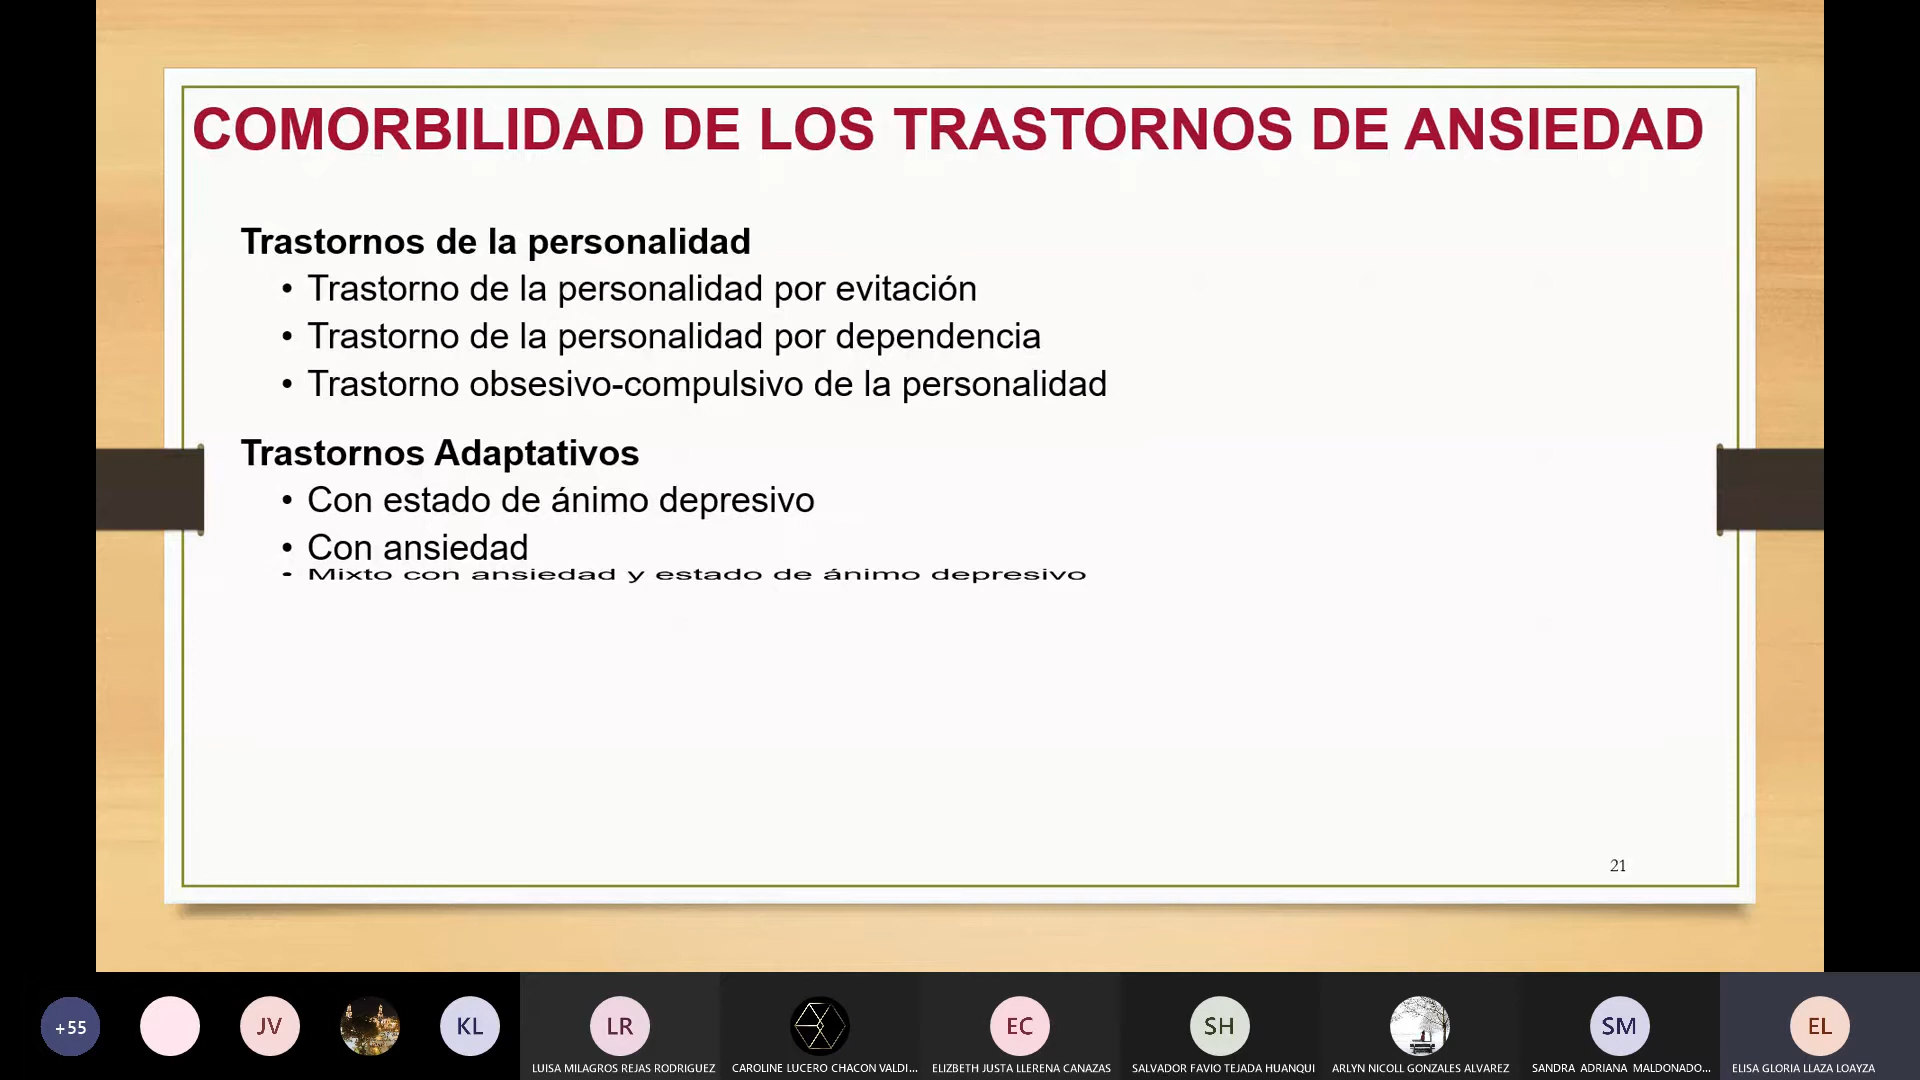 COMORBILIDAD DE LOS TRASTORNOS DE ANSIEDAD
Trastornos de la personalidad
• Trastorno de la personalidad por evitación
• Trastorno de la personalidad por dependencia
• Trastorno obsesivo-compulsivo de la personalidad
Trastornos Adaptativos
• Con estado de ánimo depresivo
• Con ansiedad
• Mixto con ansiedad y estado de ánimo depresivo
21
+55
JV
KL
LR
EC
SH
SM
EL
LUISA MILAGROS REJAS RODRIGUEZ
CAROLINE LUCERO CHACON VALDI...
ELIZBETH JUSTA LLERENA CANAZAS
SALVADOR FAVIO TEJADA HUANQUI
ARLYN NICOLL GONZALES ALVAREZ
SANDRA ADRIANA MALDONADO...
ELISA GLORIA LLAZA LOAYZA